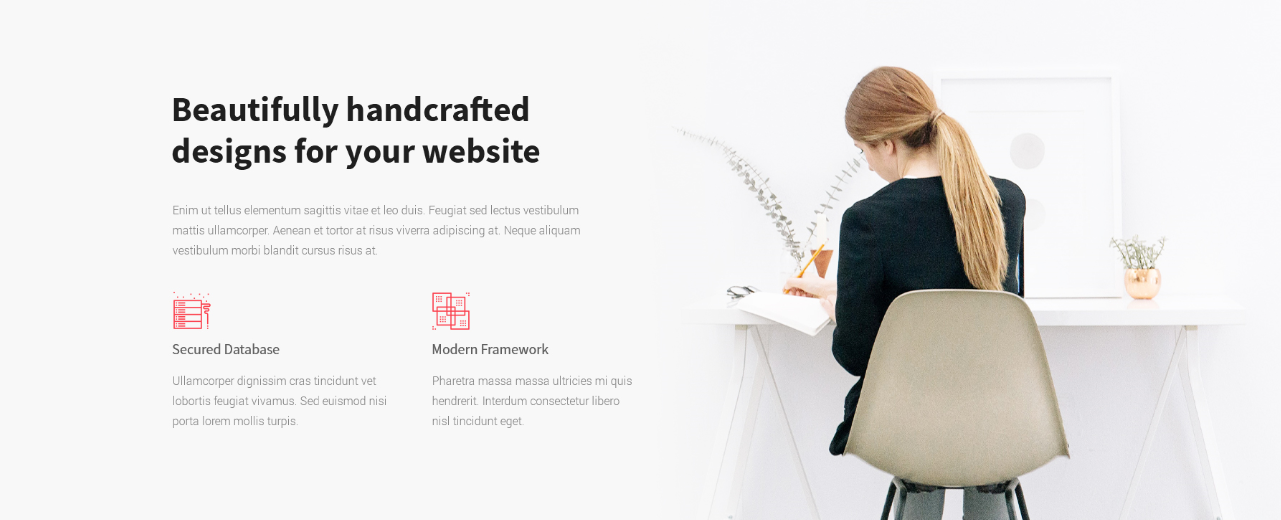 Beautifully handcrafted
designs for your website
Enim ut tellus elementum sagittis vitae et leo duis. Feugiat sed lectus vestibulum
mattis ullamcorper. Aenean et tortor at risus viverra adipiscing at. Neque aliquam
vestibulum morbi blandit cursus risus at.
Secured Database
Ullamcorper dignissim cras tincidunt vet
lobortis feugiat vivamus. Sed euismod nisi
porta lorem mollis turpis.
Modern Framework
Pharetra massa massa ultricies mi quis
hendrerit. Interdum consectetur libero
nisl tincidunt eget.